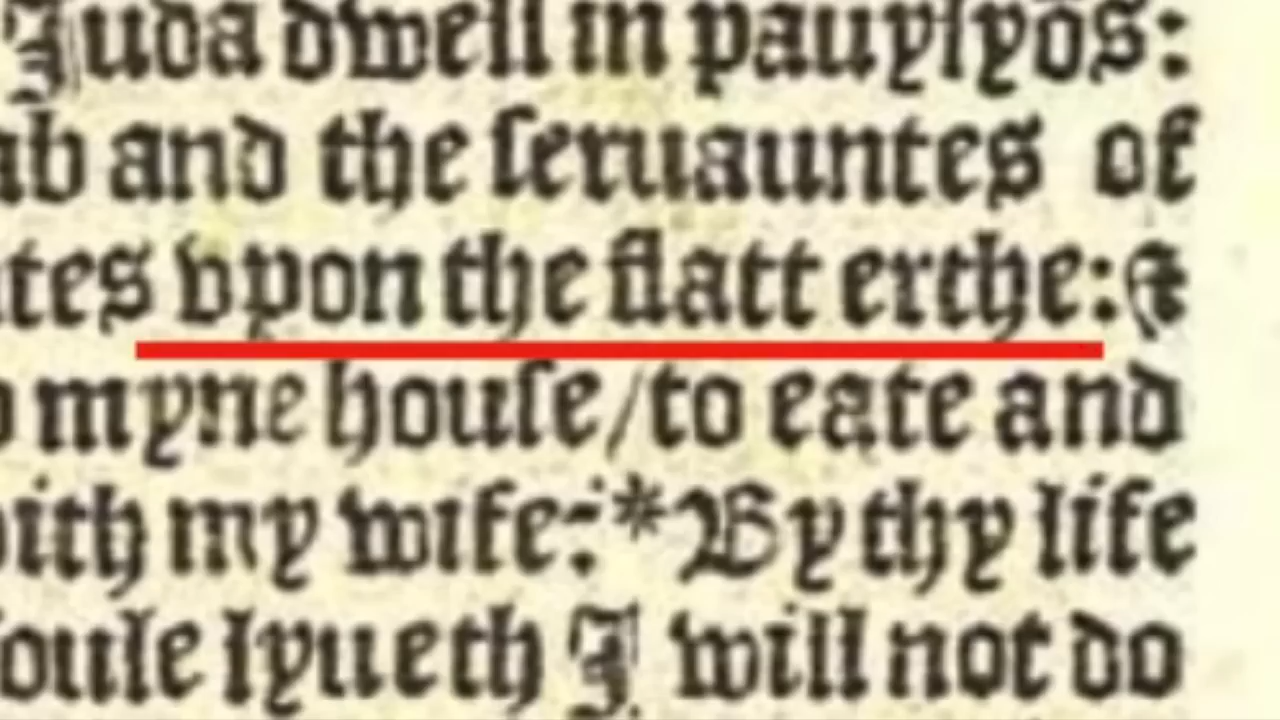 Juda dwell in pauylyõs:
ab and the ſeruauntes of
tes vpon the flatt erthe: &
myne houſe/to eate and
ith my wife:*By thy life
oule lyueth I will not do